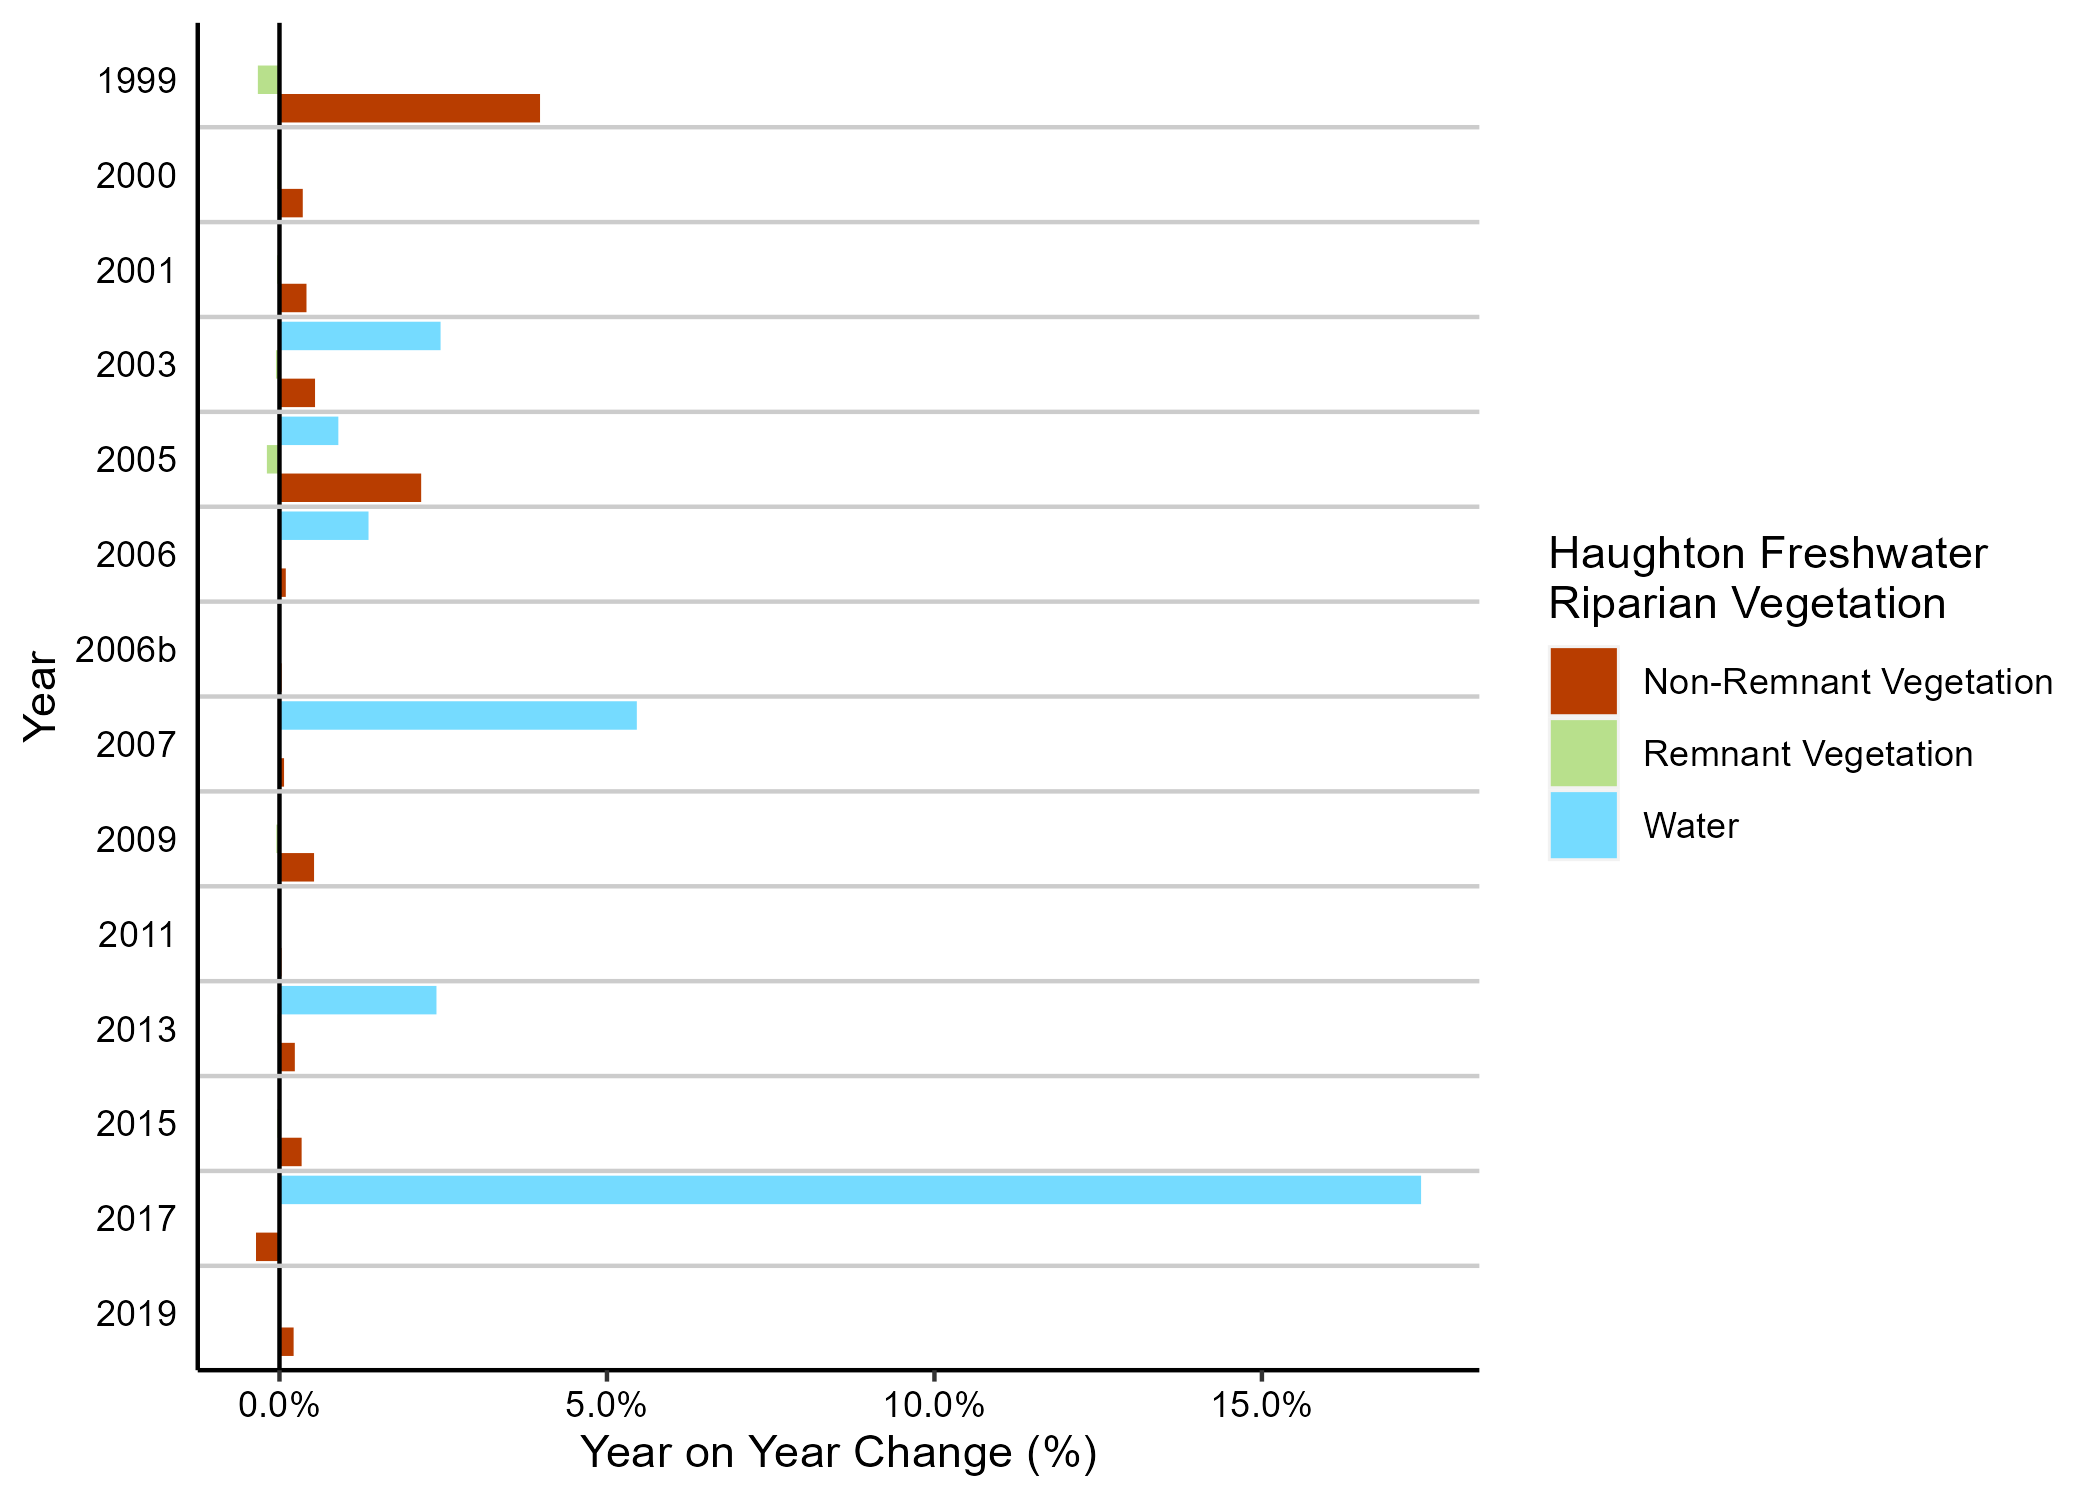 1999
2000
2001
2003
2005
2006
2006b
2007
2009
2011
2013
2015
2017
2019
Year
0.0%
5.0%
10.0%
15.0%
Year on Year Change (%)
Haughton Freshwater
Riparian Vegetation
Non-Remnant Vegetation
Remnant Vegetation
Water